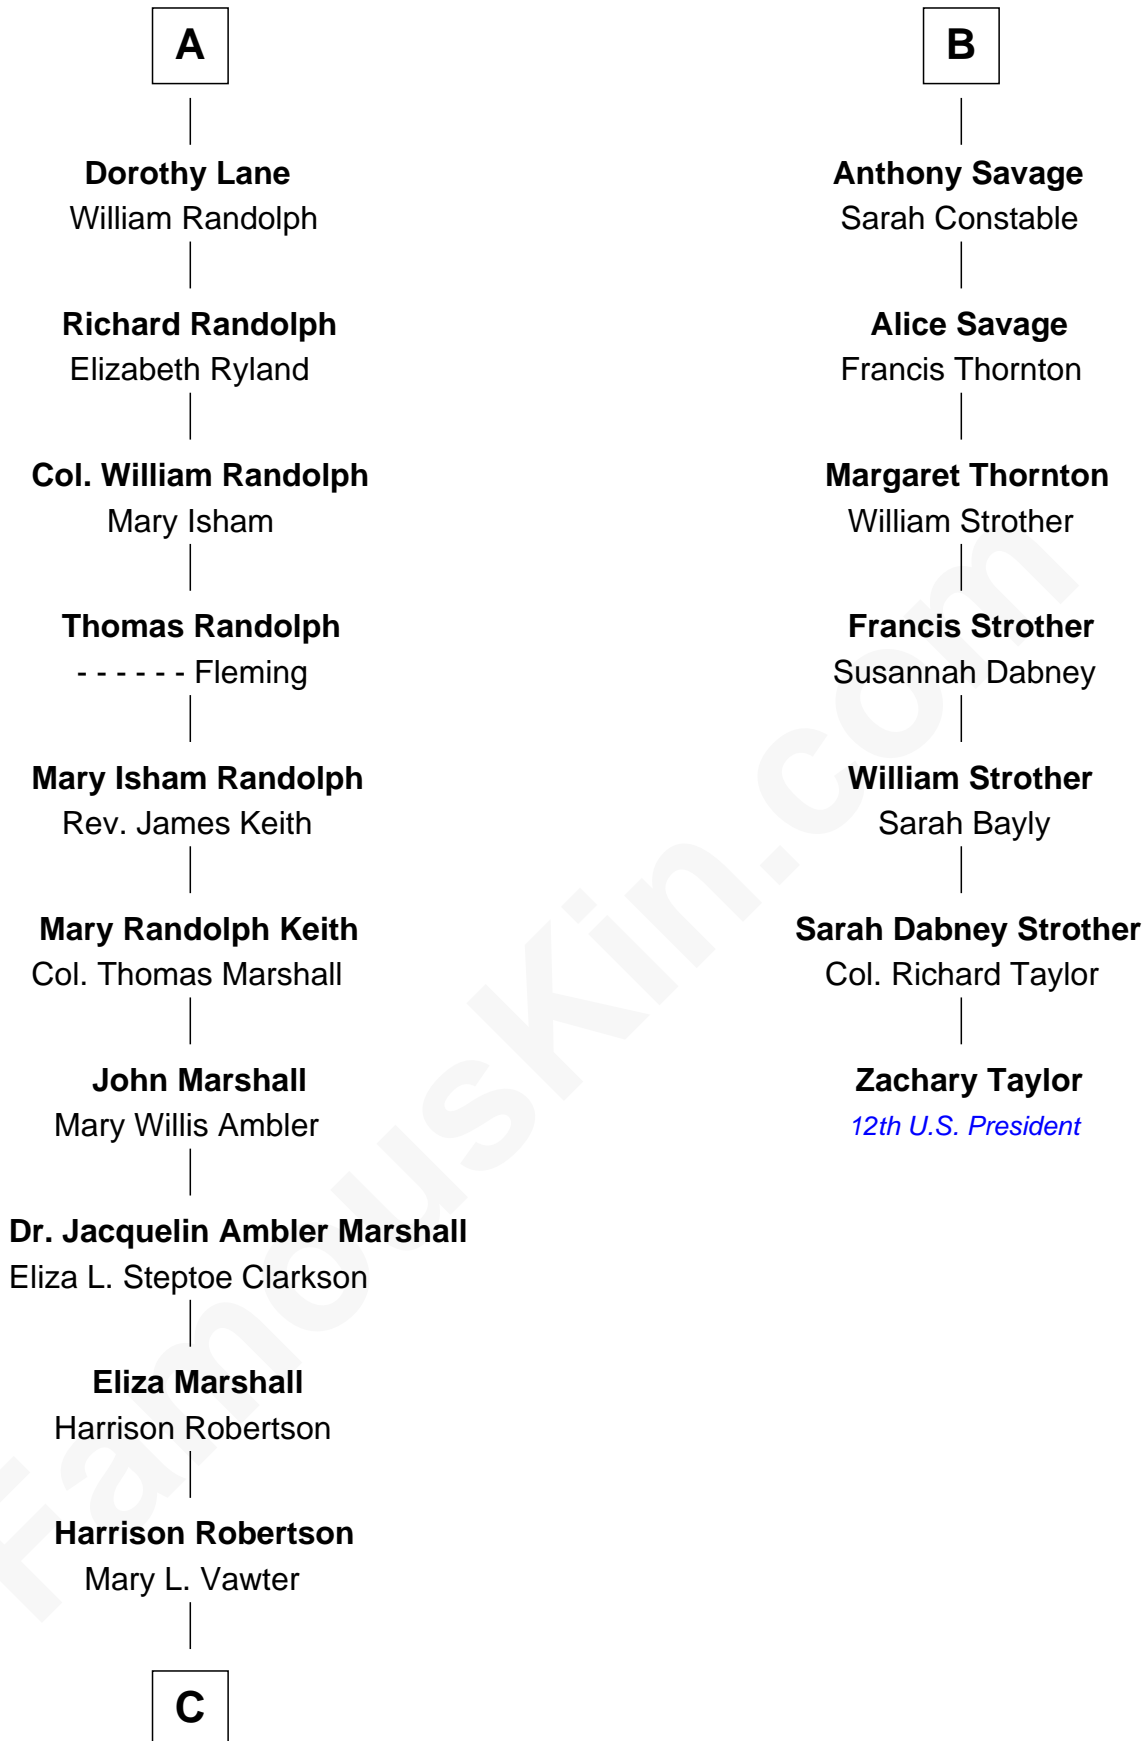 A
Dorothy Lane
William Randolph
Richard Randolph
Elizabeth Ryland
Col. William Randolph
Mary Isham
Thomas Randolph
- - - - - - Fleming
Mary Isham Randolph
Rev. James Keith
Mary Randolph Keith
Col. Thomas Marshall
John Marshall
Mary Willis Ambler
Dr. Jacquelin Ambler Marshall
Eliza L. Steptoe Clarkson
Eliza Marshall
Harrison Robertson
Harrison Robertson
Mary L. Vawter
C
B
Anthony Savage
Sarah Constable
Alice Savage
Francis Thornton
Margaret Thornton
William Strother
Francis Strother
Susannah Dabney
William Strother
Sarah Bayly
Sarah Dabney Strother
Col. Richard Taylor
Zachary Taylor
12th U.S. President
FamousKin.com